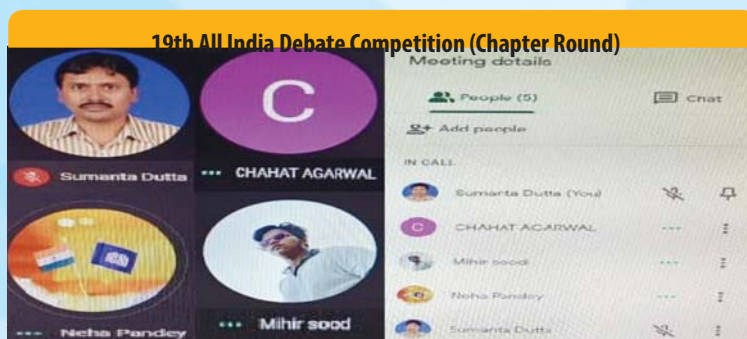 19th All India Debate Competition (Chapter Round)
C
Sumanta Dutta
CHAHAT AGARWAL
Neha Pandey
Mihir sood
Meeting details
People (5)
Chat
Add people
IN CALL
Sumanta Dutta (You)
C
CHAHAT AGARWAL
Mihir sood
Neha Pandey
Sumanta Dutta